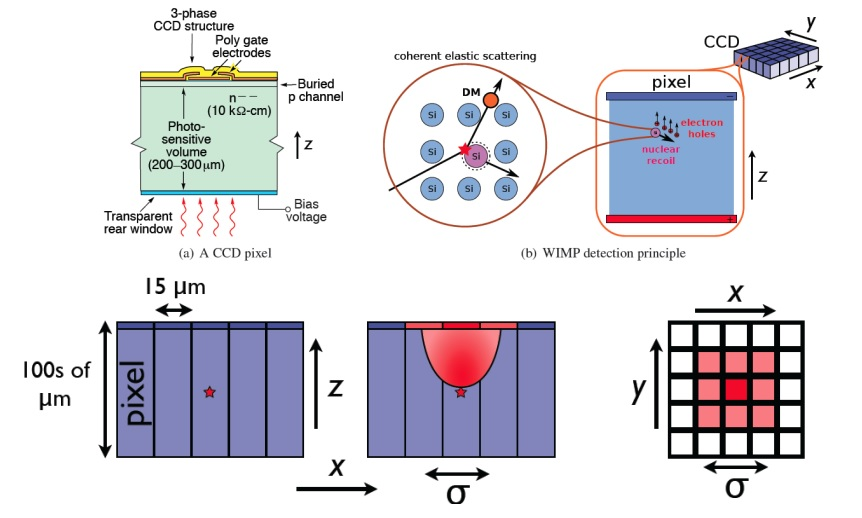 3-phase
CCD structure
Poly gate
electrodes
Buried
p channel
n– –
(10 kΩ-cm)
Photo-
sensitive
volume
(200–300 µm)
z
Transparent
rear window
Bias
voltage
(a) A CCD pixel
coherent elastic scattering
DM
Si Si Si
Si Si Si
Si Si Si
CCD
y
x
pixel
–
electron
holes
nuclear
recoil
+
z
(b) WIMP detection principle
15 µm
100s of
µm
pixel
z
x
σ
x
y
σ